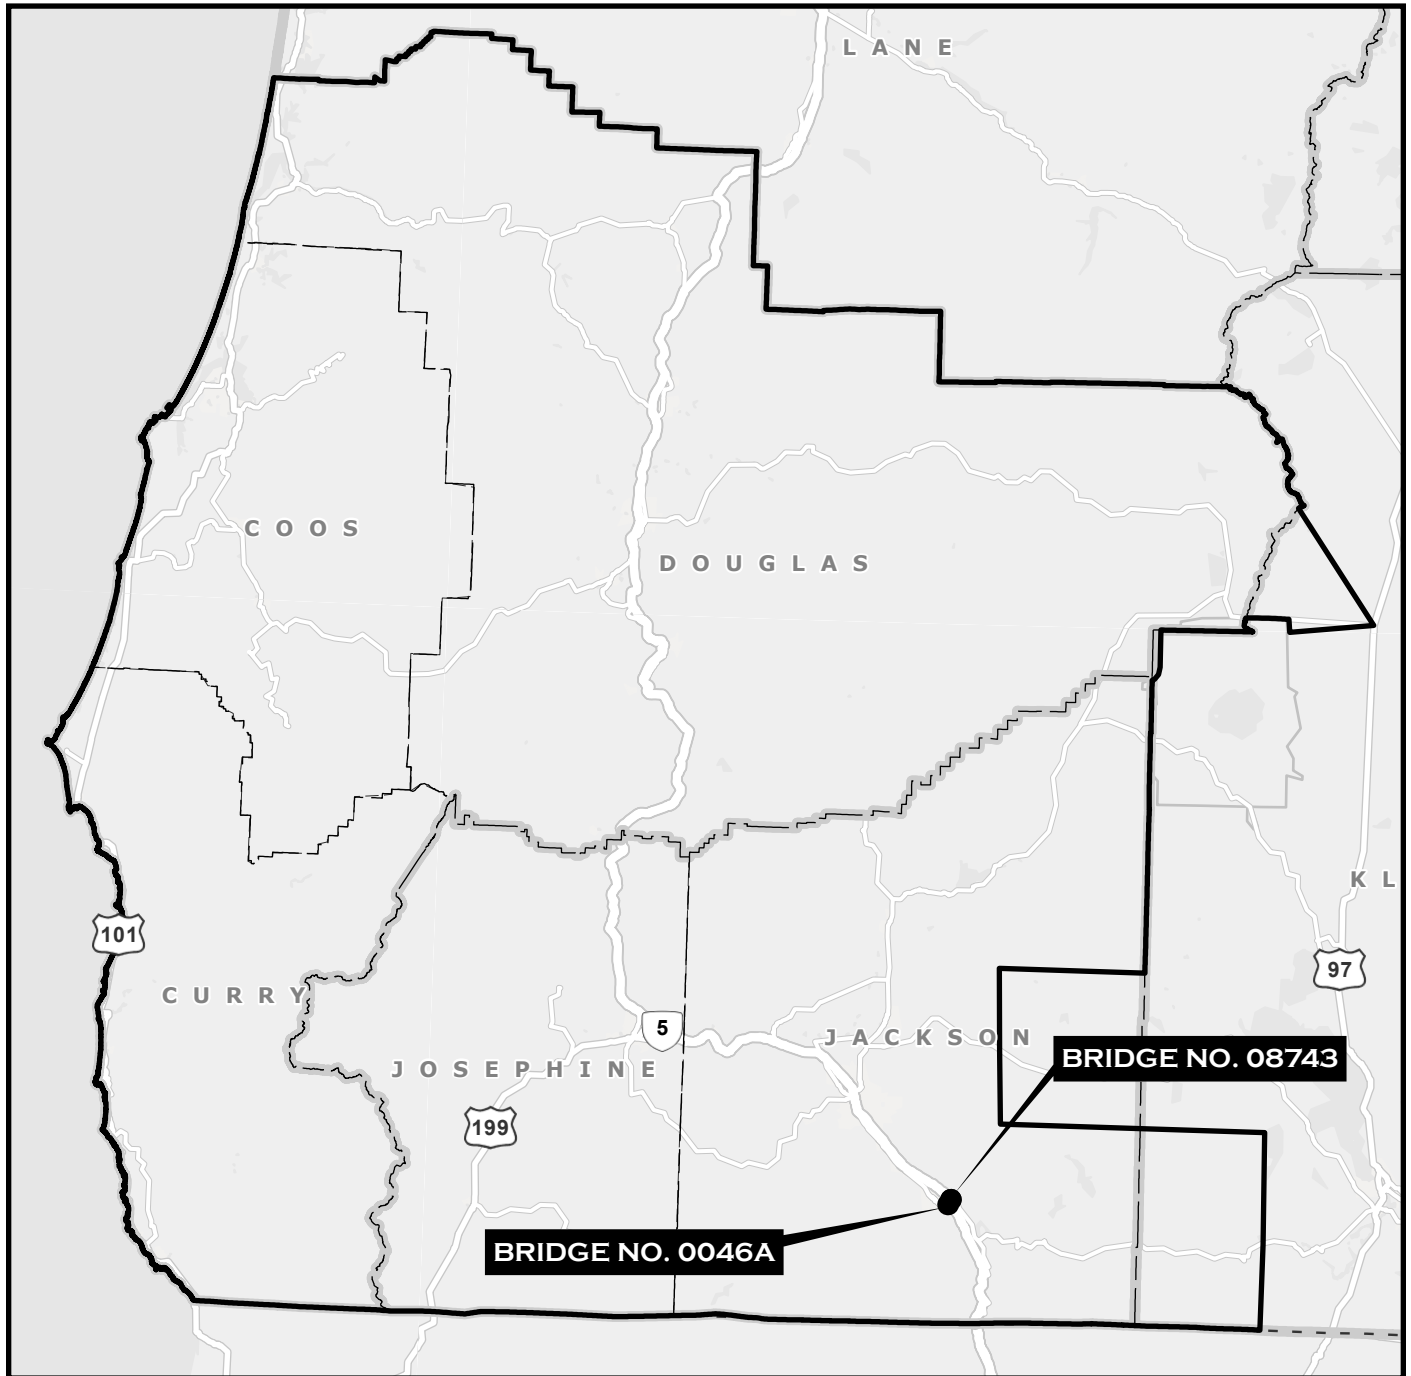 LANE
COOS
DOUGLAS
KL
101
97
CURRY
5
JACKSON
BRIDGE NO. 08743
JOSEPHINE
199
BRIDGE NO. 0046A